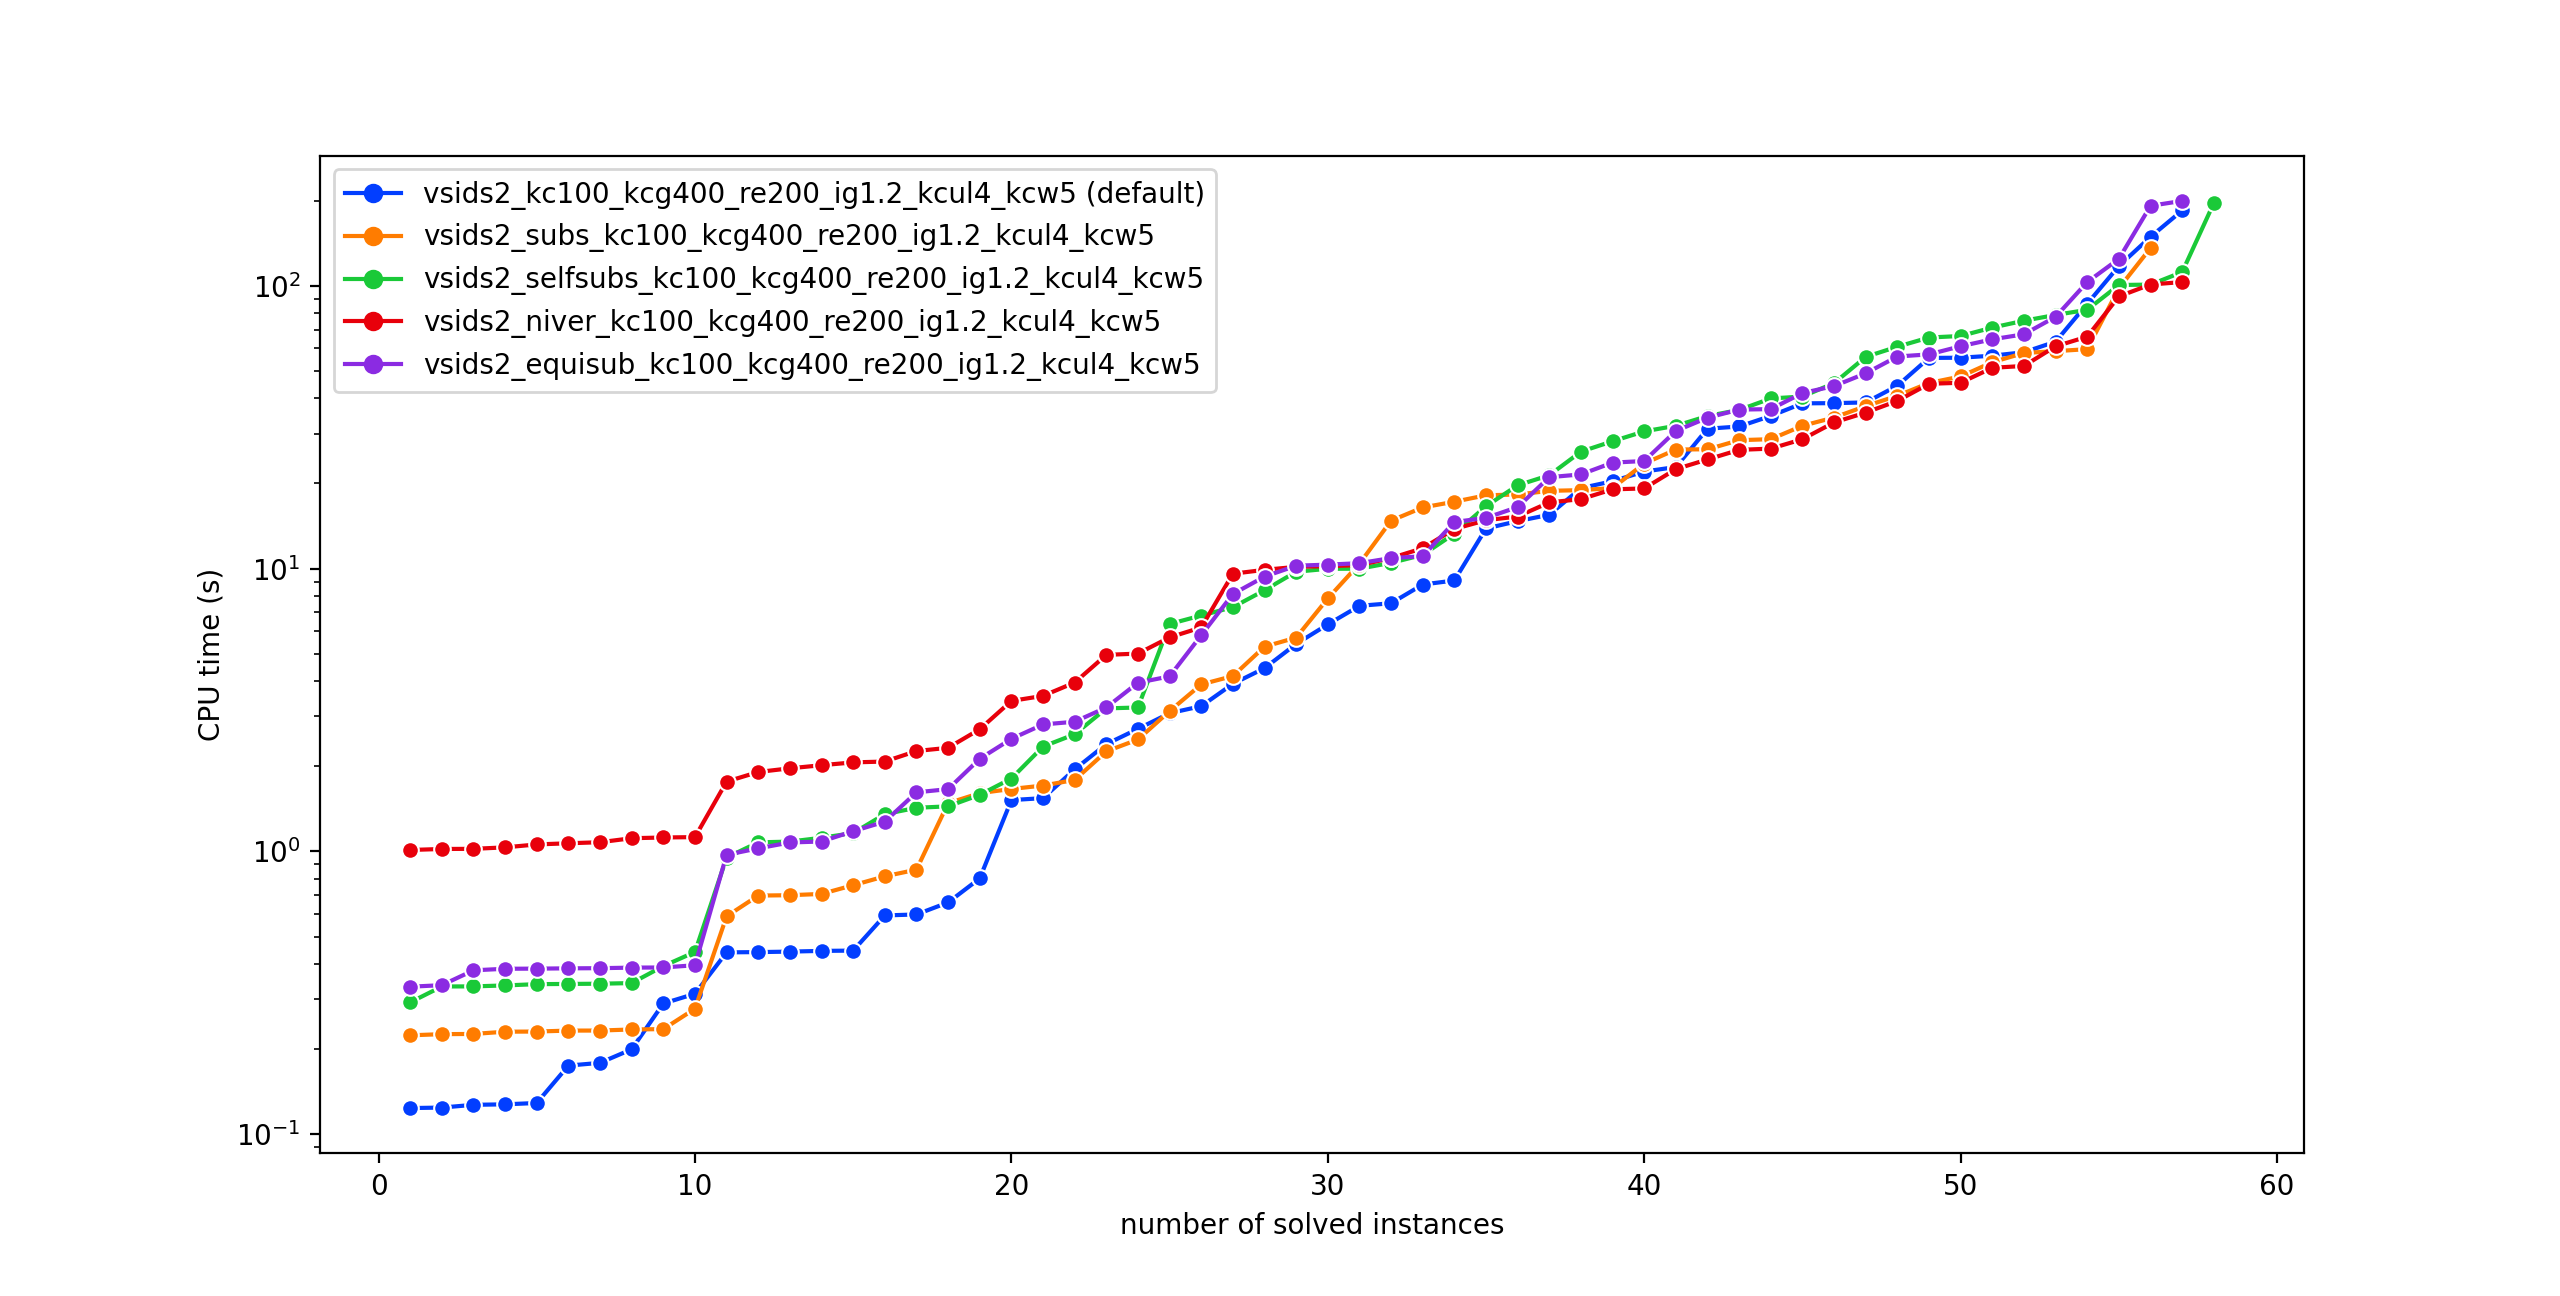 vsids2_kc100_kcg400_re200_ig1.2_kcul4_kcw5 (default)
vsids2_subs_kc100_kcg400_re200_ig1.2_kcul4_kcw5
vsids2_selfsubs_kc100_kcg400_re200_ig1.2_kcul4_kcw5
vsids2_niver_kc100_kcg400_re200_ig1.2_kcul4_kcw5
vsids2_equisub_kc100_kcg400_re200_ig1.2_kcul4_kcw5
10²
10¹
10⁰
10⁻¹
CPU time (s)
0 10 20 30 40 50 60
number of solved instances